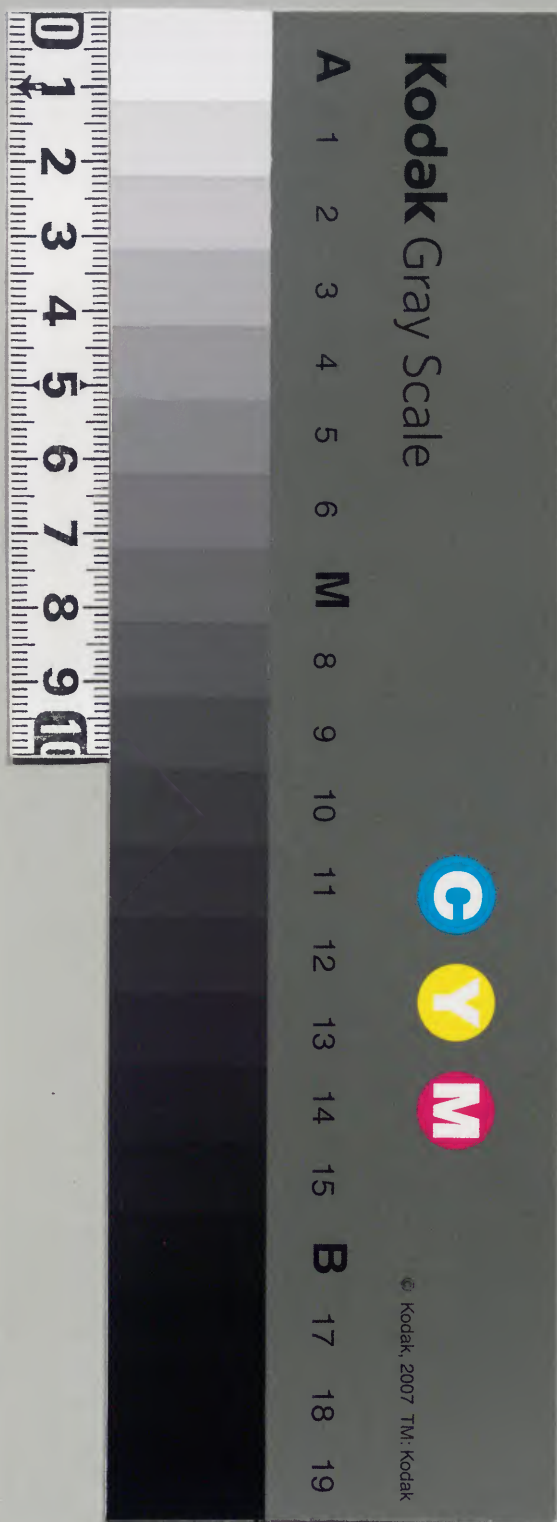 Kodak Gray Scale
C Y M
© Kodak, 2007 TM: Kodak
A 1 2 3 4 5 6 M 8 9 10 11 12 13 14 15 B 17 18 19
0 1 2 3 4 5 6 7 8 9 10